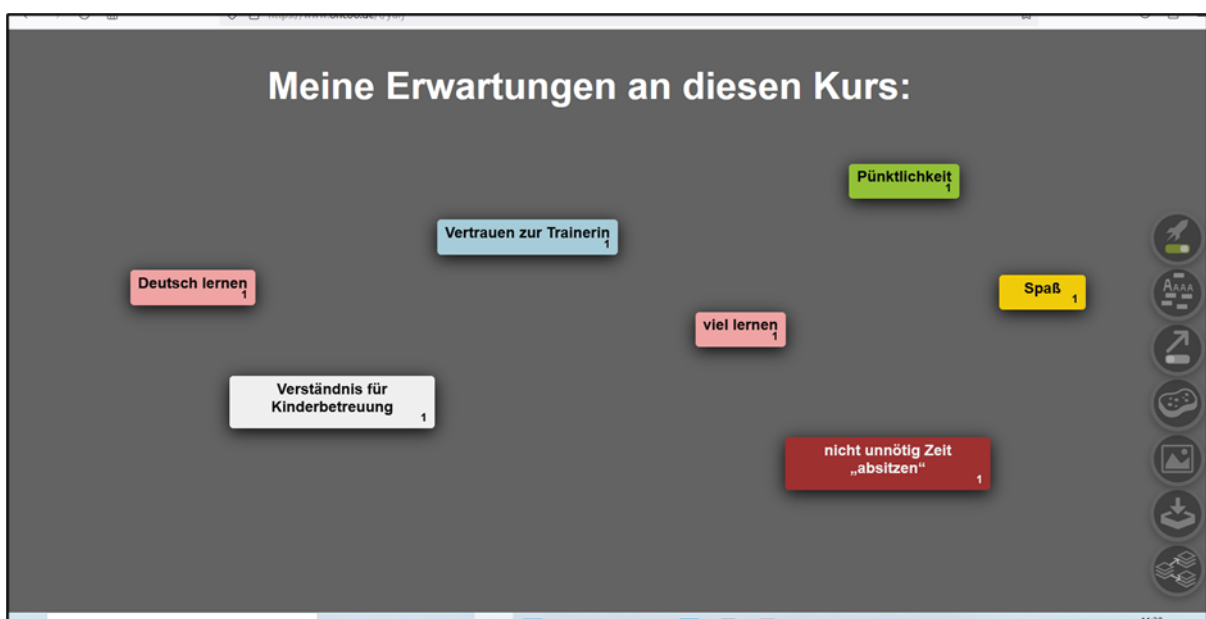 Meine Erwartungen an diesen Kurs:
Pünktlichkeit
1
Vertrauen zur Trainerin
1
Deutsch lernen
1
Spaß
1
viel lernen
1
Verständnis für
Kinderbetreuung
1
nicht unnötig Zeit
„absitzen“
1
AAAA